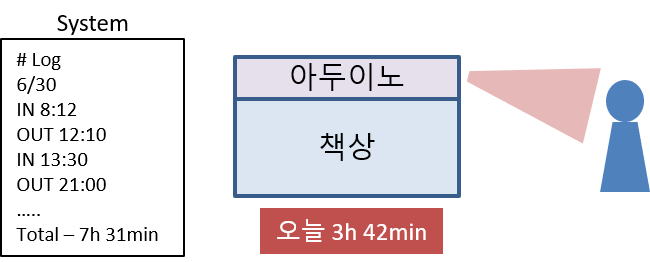 System
# Log
6/30
IN 8:12
OUT 12:10
IN 13:30
OUT 21:00
.....
Total – 7h 31min
아두이노
책상
오늘 3h 42min